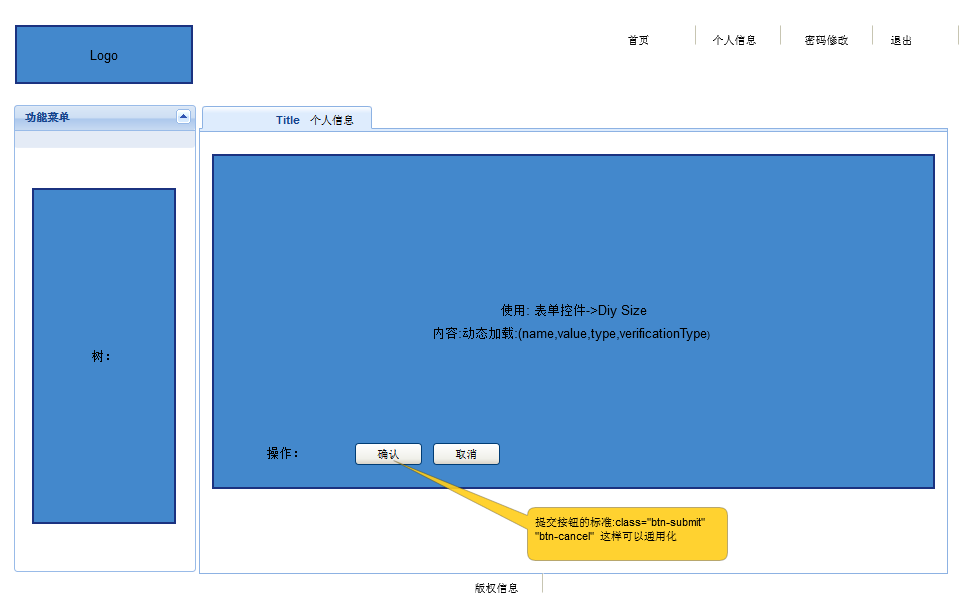 Logo
首页
个人信息
密码修改
退出
功能菜单
Title 个人信息
使用: 表单控件->Diy Size
内容:动态加载:(name,value,type,verificationType)
树：
操作：
确认
取消
提交按钮的标准:class="btn-submit"
"btn-cancel" 这样可以通用化
版权信息